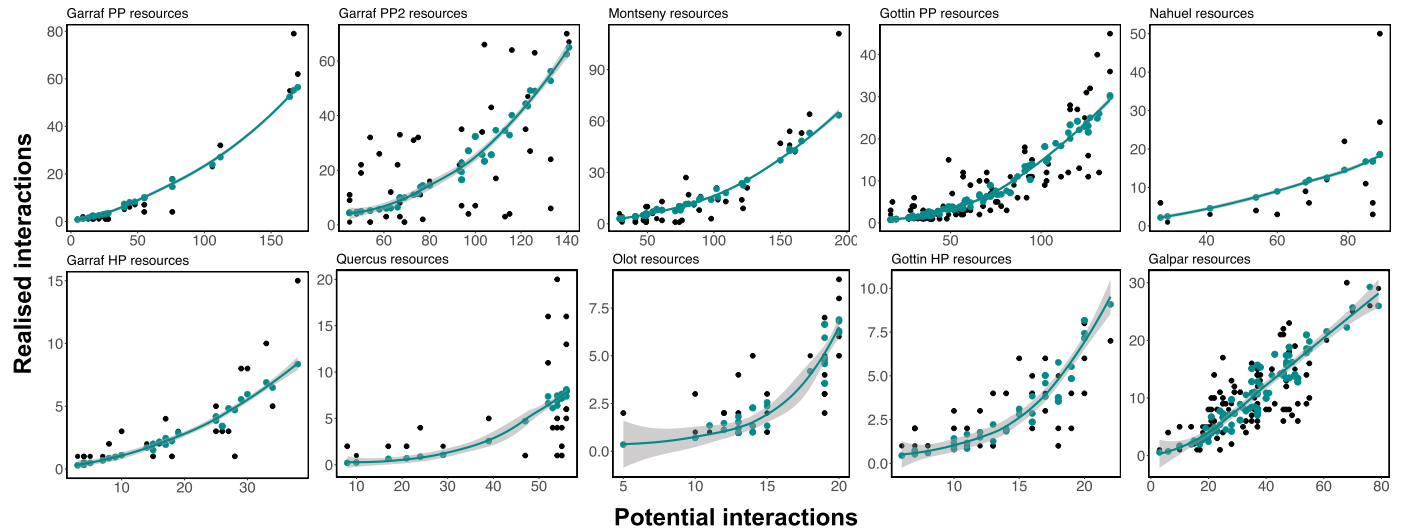 Garraf PP resources
Garraf PP2 resources
Montseny resources
Gottin PP resources
Nahuel resources
80
60
40
20
0
0 50 100 150
60
40
20
0
60 80 100 120 140
90
60
30
0
50 100 150 200
40
30
20
10
0
50 100
50
40
30
20
10
0
40 60 80
Realised interactions
Garraf HP resources
Quercus resources
Olot resources
Gottin HP resources
Galpar resources
15
10
5
0
10 20 30
20
15
10
5
0
10 20 30 40 50
7.5
5.0
2.5
0.0
5 10 15 20
10.0
7.5
5.0
2.5
0.0
10 15 20
30
20
10
0
0 20 40 60 80
Potential interactions